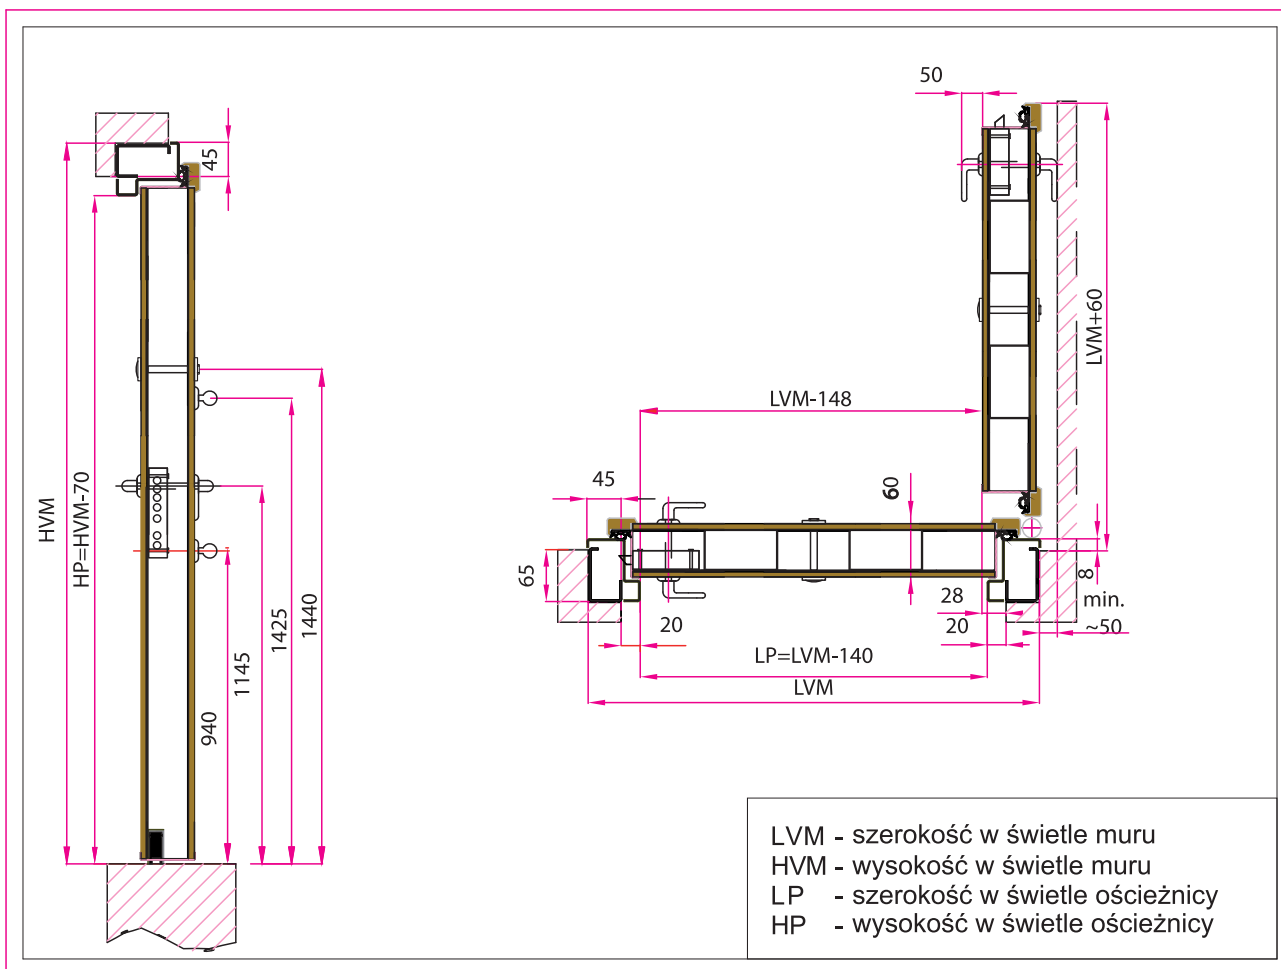 45
HVM
HP=HVM-70
940
1145
1425
1440
50
LVM+60
LVM-148
45
60
65
20
28
20
8
min.
~50
LP=LVM-140
LVM
LVM - szerokość w świetle muru
HVM - wysokość w świetle muru
LP - szerokość w świetle ościeżnicy
HP - wysokość w świetle ościeżnicy